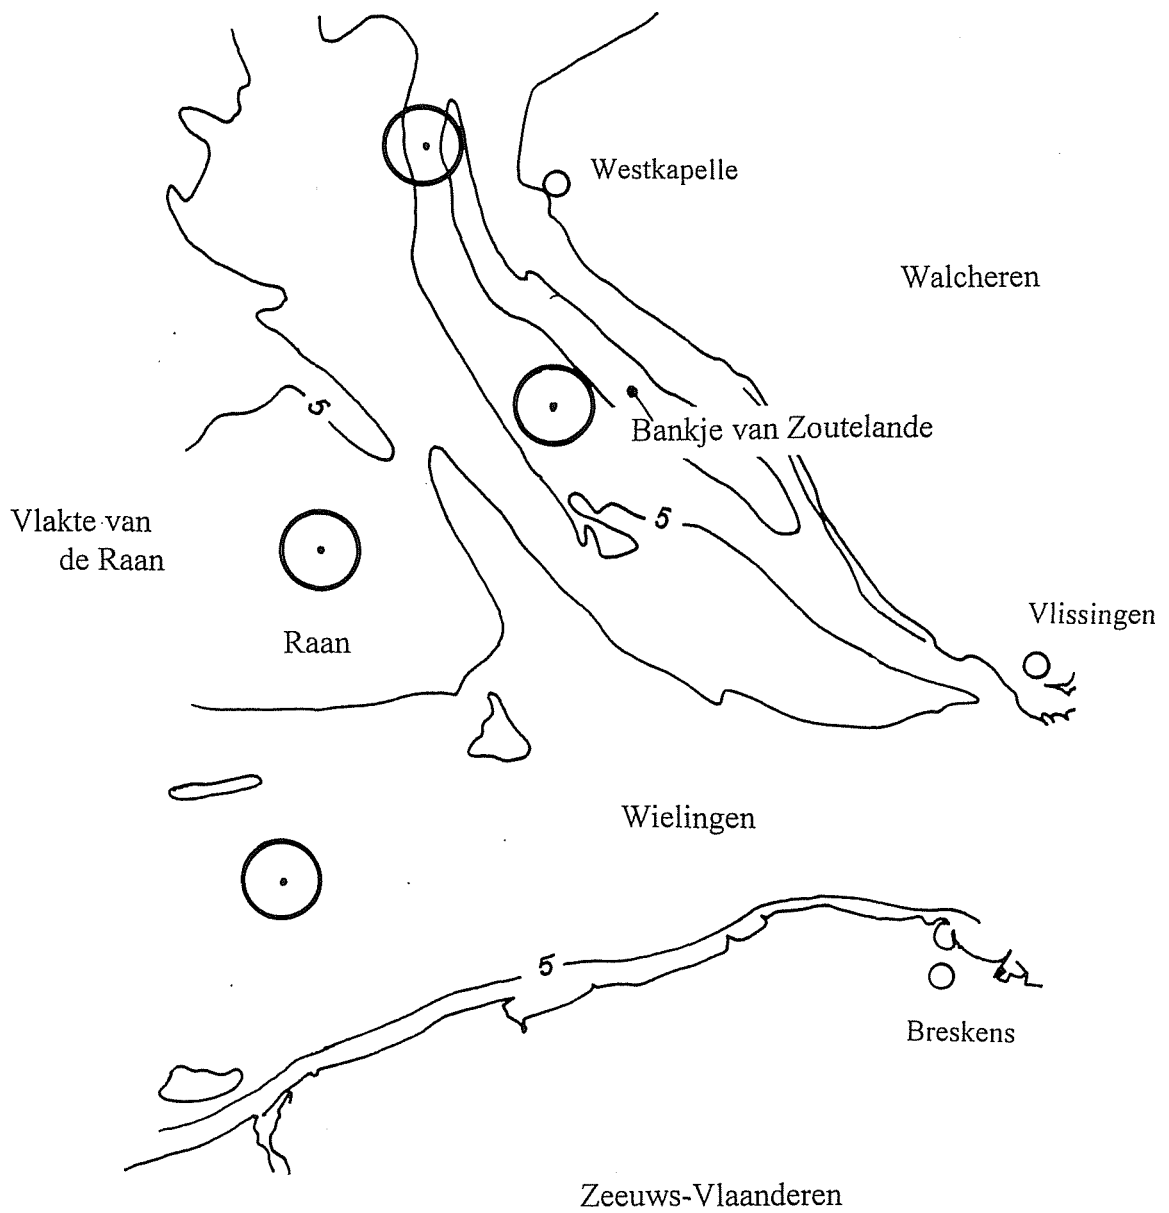 Westkapelle
Walcheren
5
Bankje van Zoutelande
5
Vlakte van
de Raan
Vlissingen
Raan
Wielingen
5
Breskens
Zeeuws-Vlaanderen